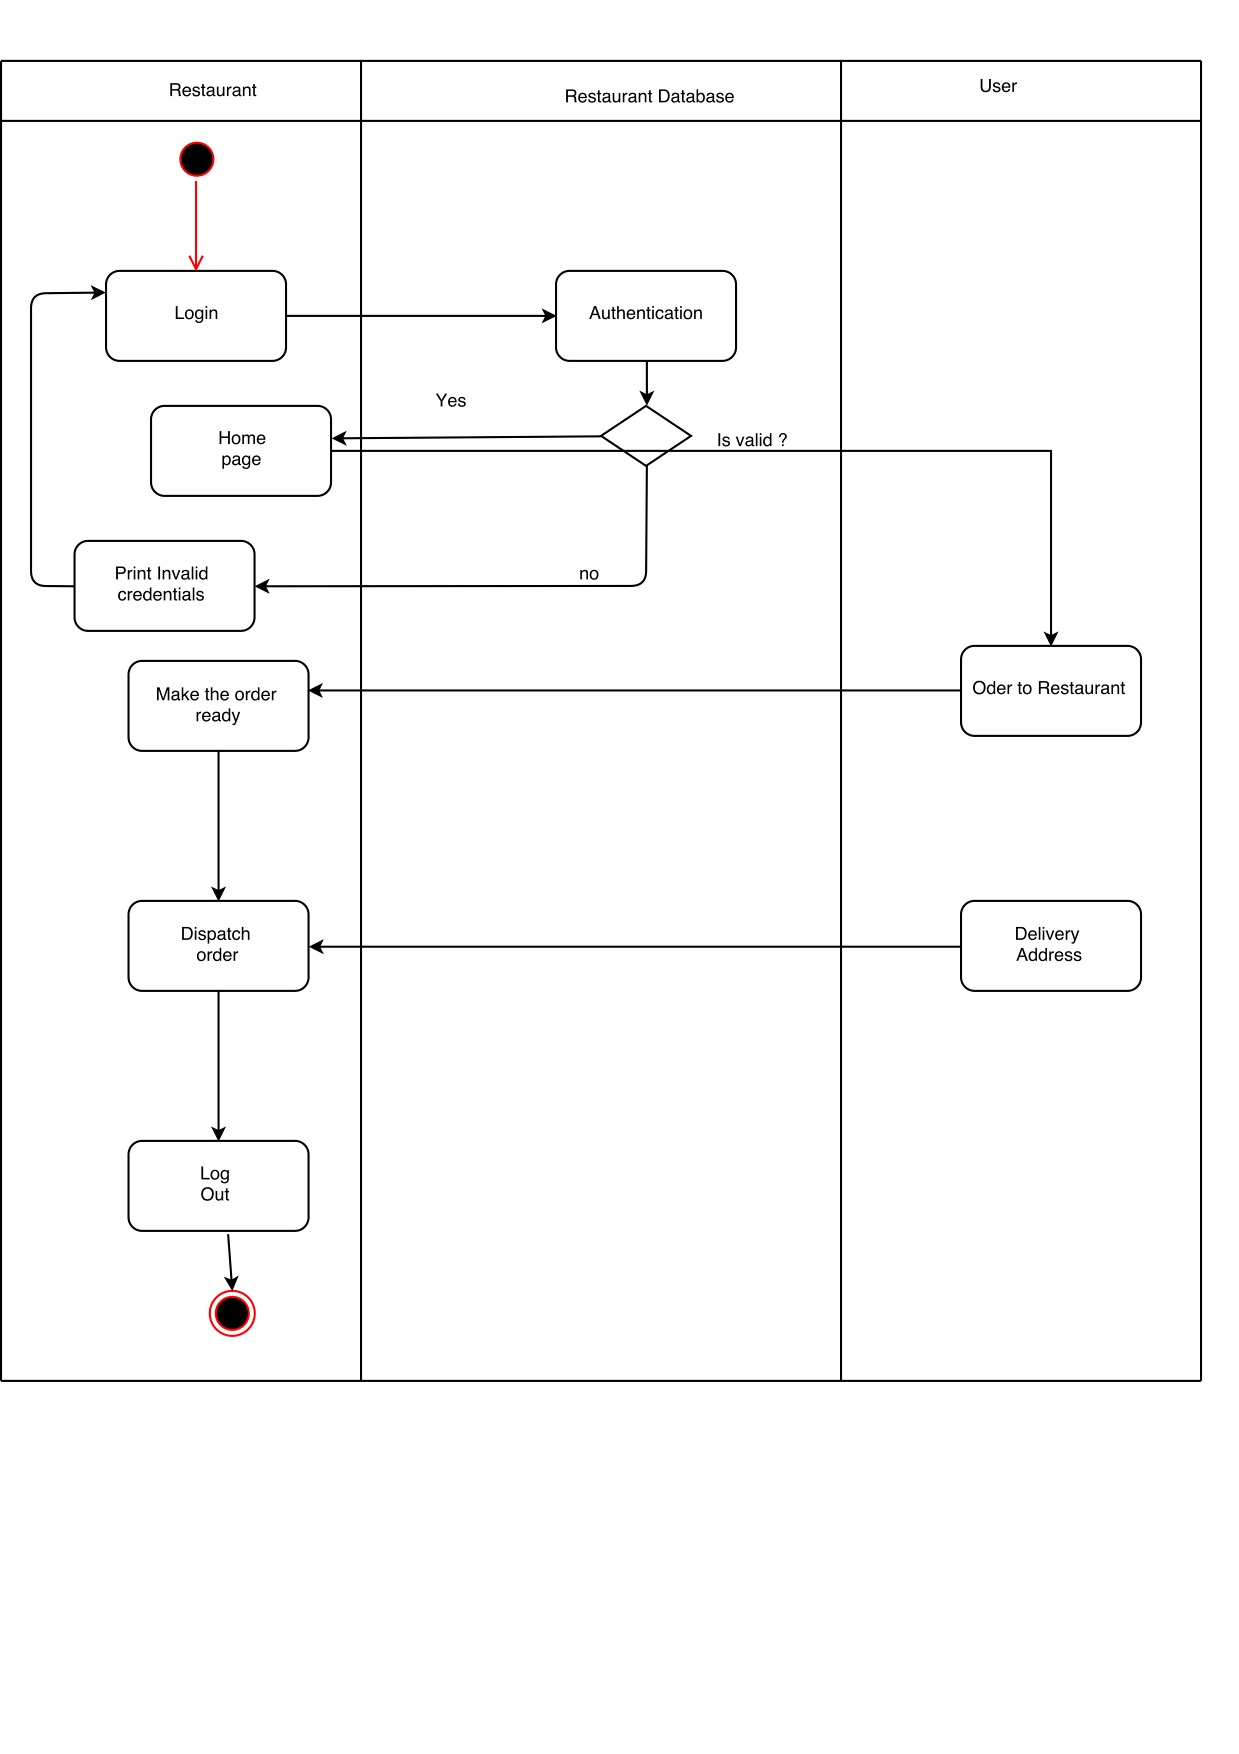 Restaurant
Restaurant Database
User
Login
Authentication
Yes
Home
page
Is valid ?
Print Invalid
credentials
no
Make the order
ready
Oder to Restaurant
Dispatch
order
Delivery
Address
Log
Out